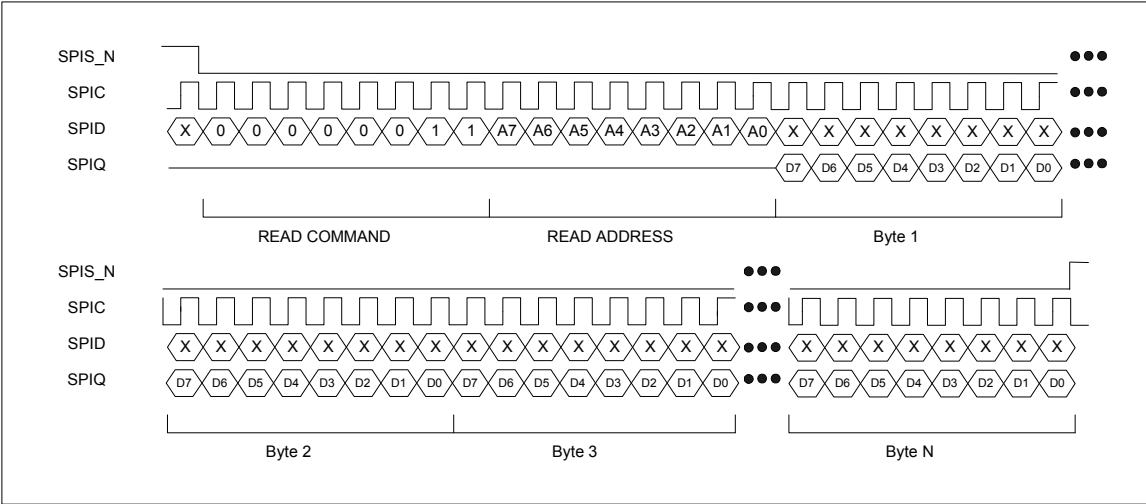 SPIS_N
SPIC
SPID X 0 0 0 0 0 0 1 1 A7 A6 A5 A4 A3 A2 A1 A0 X X X X X X X X
SPIQ D7 D6 D5 D4 D3 D2 D1 D0
READ COMMAND READ ADDRESS Byte 1
SPIS_N
SPIC
SPID X X X X X X X X X X X X X X X X X X X X X X X X
SPIQ D7 D6 D5 D4 D3 D2 D1 D0 D7 D6 D5 D4 D3 D2 D1 D0 D7 D6 D5 D4 D3 D2 D1 D0
Byte 2 Byte 3 Byte N